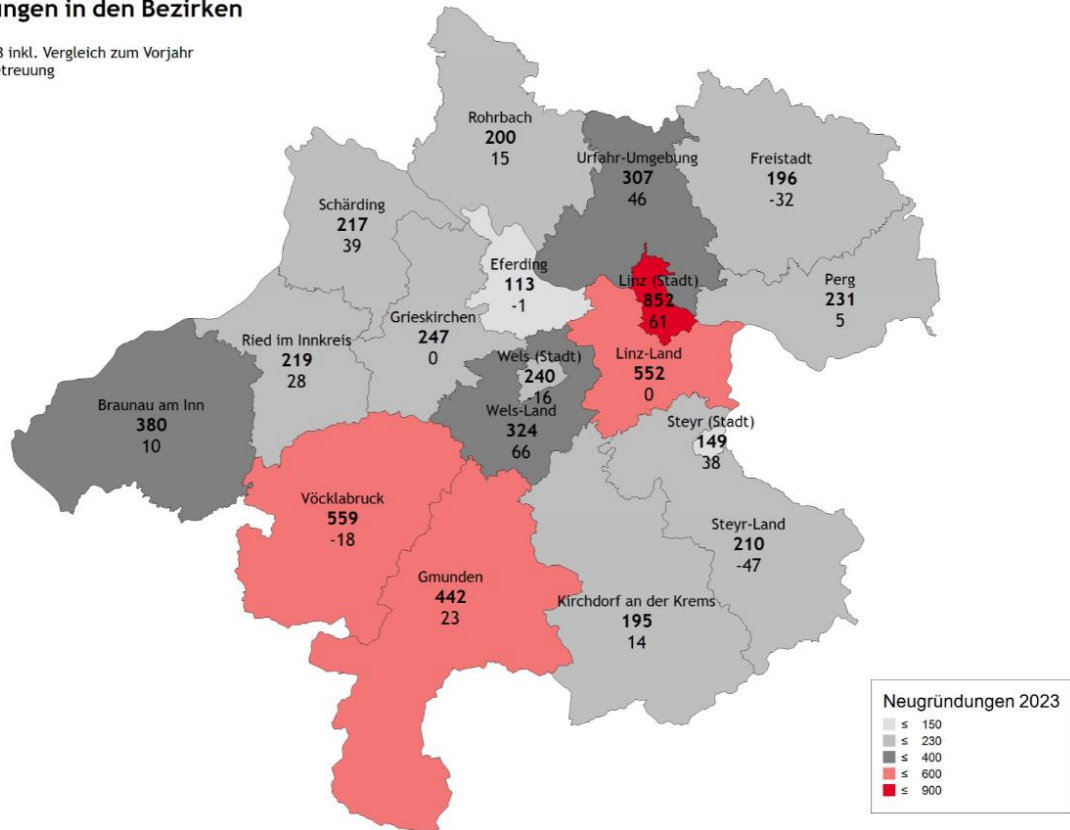 ungen in den Bezirken
3 inkl. Vergleich zum Vorjahr
etreuung
Rohrbach
200
15
Urfahr-Umgebung
307
46
Freistadt
196
-32
Schärding
217
39
Eferding
113
-1
Linz (Stadt)
852
61
Perg
231
5
Grieskirchen
247
0
Ried im Innkreis
219
28
Wels (Stadt)
240
-16
Linz-Land
552
0
Braunau am Inn
380
10
Wels-Land
324
66
Steyr (Stadt)
149
38
Vöcklabruck
559
-18
Steyr-Land
210
-47
Gmunden
442
23
Kirchdorf an der Krems
195
14
Neugründungen 2023
≤ 150
≤ 230
≤ 400
≤ 600
≤ 900